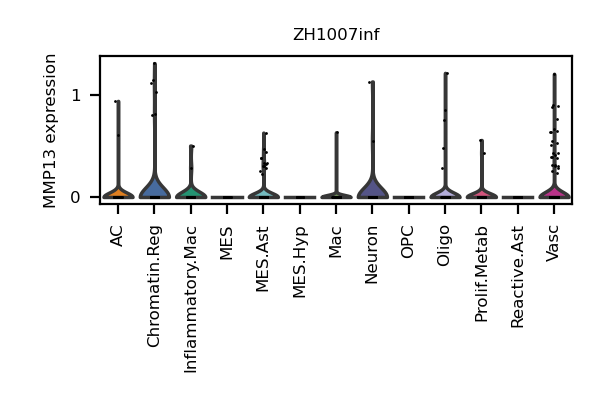 ZH1007inf
MMP13 expression
1
0
AC
Chromatin.Reg
Inflammatory.Mac
MES
MES.Ast
MES.Hyp
Mac
Neuron
OPC
Oligo
Prolif.Metab
Reactive.Ast
Vasc